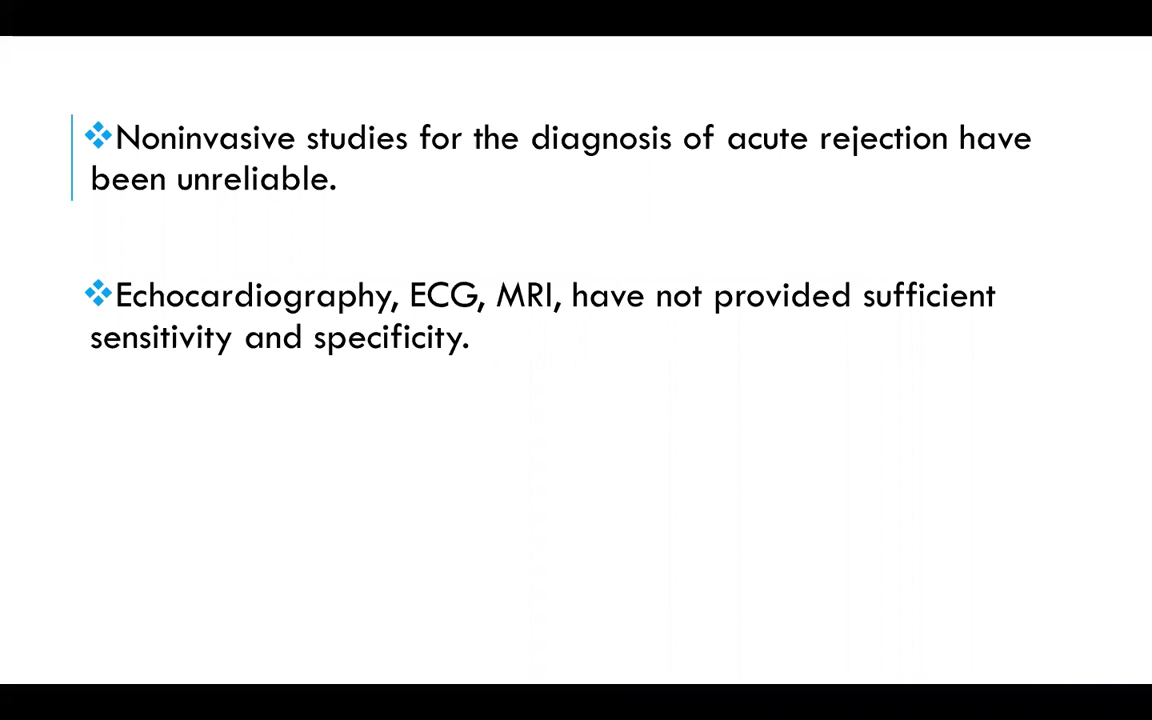 ❖Noninvasive studies for the diagnosis of acute rejection have
been unreliable.
❖Echocardiography, ECG, MRI, have not provided sufficient
sensitivity and specificity.